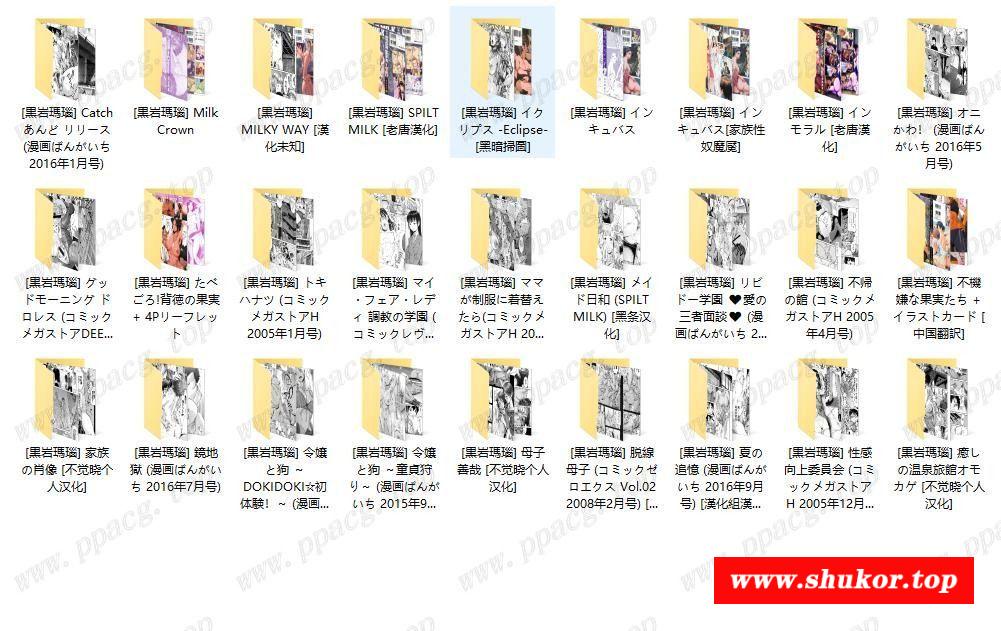 [黒岩瑪瑙] Catch
あんど リリース
(漫画ばんがいち
2016年1月号)
[黒岩瑪瑙] Milk
Crown
[黒岩瑪瑙]
MILKY WAY [漢
化未知]
[黒岩瑪瑙] SPILT
MILK [老唐漢化]
[黒岩瑪瑙] イク
リプス -Eclipse-
[黑暗掃圕]
[黒岩瑪瑙] イン
キュバス
[黒岩瑪瑙] イン
キュバス[家族性
奴魔魘]
[黒岩瑪瑙] イン
モラル [老唐漢
化]
[黒岩瑪瑙] オニ
かわ! (漫画ばん
がいち 2016年5
月号)
[黒岩瑪瑙] グッ
ドモーニング ド
ロレス (コミック
メガストアDEE...
[黒岩瑪瑙] たべ
ごろ!背徳の果実
+ 4Pリーフレッ
ト
[黒岩瑪瑙] トキ
ハナツ (コミック
メガストアH
2005年1月号)
[黒岩瑪瑙] マイ
・フェア・レデ
ィ 調教の学園 (
コミックレヴ...
[黒岩瑪瑙] ママ
が制服に着替え
たら(コミックメ
ガストアH 20...
[黒岩瑪瑙] メイ
ド日和 (SPILT
MILK) [黑条汉
化]
[黒岩瑪瑙] リビ
ドー学園 ♥愛の
三者面談♥ (漫
画ばんがいち 2...
[黒岩瑪瑙] 不帰
の館 (コミックメ
ガストアH 2005
年4月号)
[黒岩瑪瑙] 不機
嫌な果実たち +
イラストカード [
中国翻訳]
[黒岩瑪瑙] 家族
の肖像 [不觉晓个
人汉化]
[黒岩瑪瑙] 鏡地
獄 (漫画ばんがい
ち 2016年7月号)
[黒岩瑪瑙] 令嬢
と狗 ~
DOKIDOKI☆初
体験! ~ (漫画...
[黒岩瑪瑙] 令嬢
と狗 ~童貞狩
り~ (漫画ばんが
いち 2015年9...
[黒岩瑪瑙] 母子
善哉 [不觉晓个人
汉化]
[黒岩瑪瑙] 脱線
母子 (コミックゼ
ロエクス Vol.02
2008年2月号) [...
[黒岩瑪瑙] 夏の
追憶 (漫画ばんが
いち 2016年9月
号) [漢化組漢...
[黒岩瑪瑙] 性感
向上委員会 (コミ
ックメガストア
H 2005年12月...
[黒岩瑪瑙] 癒し
の温泉旅館オモ
カゲ [不觉晓个人
汉化]
www.ppacg.top
www.shukor.top